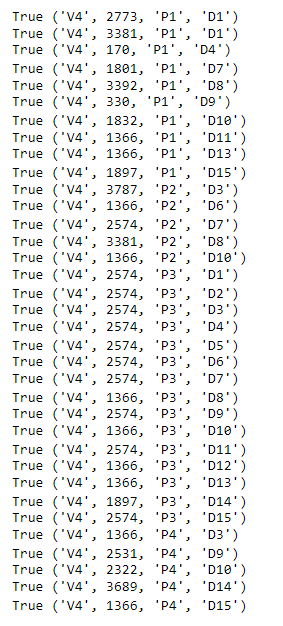 True ('V4', 2773, 'P1', 'D1')
True ('V4', 3381, 'P1', 'D1')
True ('V4', 170, 'P1', 'D4')
True ('V4', 1801, 'P1', 'D7')
True ('V4', 3392, 'P1', 'D8')
True ('V4', 330, 'P1', 'D9')
True ('V4', 1832, 'P1', 'D10')
True ('V4', 1366, 'P1', 'D11')
True ('V4', 1366, 'P1', 'D13')
True ('V4', 1897, 'P1', 'D15')
True ('V4', 3787, 'P2', 'D3')
True ('V4', 1366, 'P2', 'D6')
True ('V4', 2574, 'P2', 'D7')
True ('V4', 3381, 'P2', 'D8')
True ('V4', 1366, 'P2', 'D10')
True ('V4', 2574, 'P3', 'D1')
True ('V4', 2574, 'P3', 'D2')
True ('V4', 2574, 'P3', 'D3')
True ('V4', 2574, 'P3', 'D4')
True ('V4', 2574, 'P3', 'D5')
True ('V4', 2574, 'P3', 'D6')
True ('V4', 2574, 'P3', 'D7')
True ('V4', 1366, 'P3', 'D8')
True ('V4', 2574, 'P3', 'D9')
True ('V4', 1366, 'P3', 'D10')
True ('V4', 2574, 'P3', 'D11')
True ('V4', 1366, 'P3', 'D12')
True ('V4', 1366, 'P3', 'D13')
True ('V4', 1897, 'P3', 'D14')
True ('V4', 2574, 'P3', 'D15')
True ('V4', 1366, 'P4', 'D3')
True ('V4', 2531, 'P4', 'D9')
True ('V4', 2322, 'P4', 'D10')
True ('V4', 3689, 'P4', 'D14')
True ('V4', 1366, 'P4', 'D15')